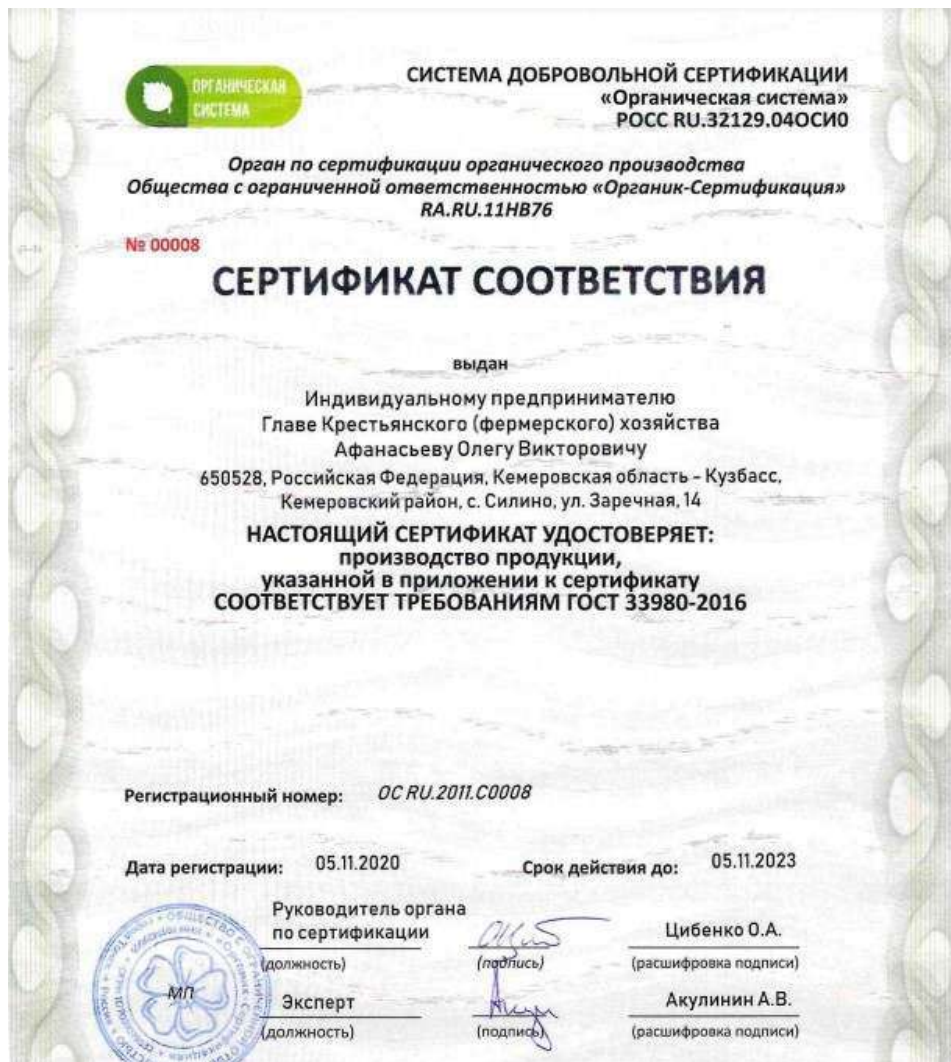 ОРГАНИЧЕСКАЯ
СИСТЕМА
СИСТЕМА ДОБРОВОЛЬНОЙ СЕРТИФИКАЦИИ
«Органическая система»
РОСС RU.32129.04ОСИ0
Орган по сертификации органического производства
Общества с ограниченной ответственностью «Органик-Сертификация»
RA.RU.11НВ76
№ 00008
СЕРТИФИКАТ СООТВЕТСТВИЯ
выдан
Индивидуальному предпринимателю
Главе Крестьянского (фермерского) хозяйства
Афанасьеву Олегу Викторовичу
650528, Российская Федерация, Кемеровская область - Кузбасс,
Кемеровский район, с. Силино, ул. Заречная, 14
НАСТОЯЩИЙ СЕРТИФИКАТ УДОСТОВЕРЯЕТ:
производство продукции,
указанной в приложении к сертификату
СООТВЕТСТВУЕТ ТРЕБОВАНИЯМ ГОСТ 33980-2016
Регистрационный номер: ОС RU.2011.С0008
Дата регистрации: 05.11.2020 Срок действия до: 05.11.2023
Руководитель органа
по сертификации Цибенко О.А.
(должность) (подпись) (расшифровка подписи)
МП Эксперт Акулинин А.В.
(должность) (подпись) (расшифровка подписи)